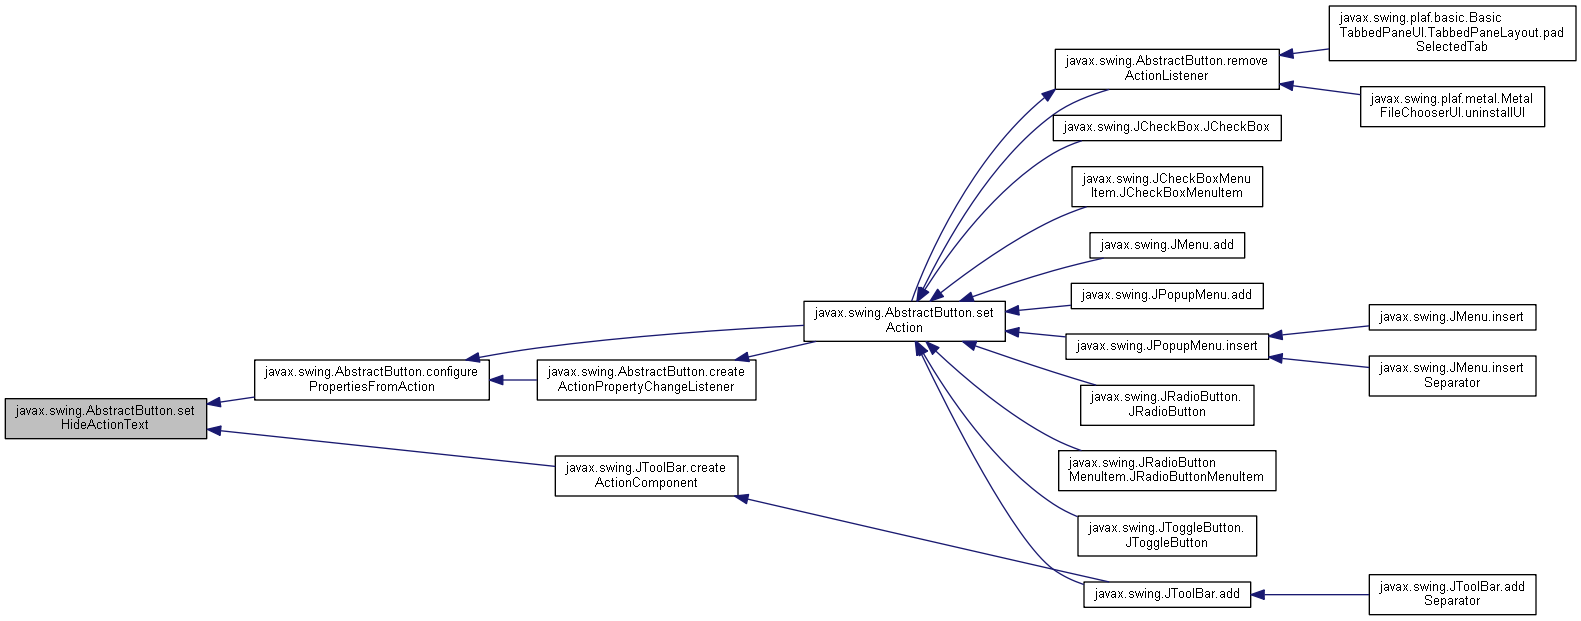 javax.swing.plaf.basic.Basic
TabbedPaneUI.TabbedPaneLayout.pad
SelectedTab
javax.swing.AbstractButton.remove
ActionListener
javax.swing.plaf.metal.Metal
FileChooserUI.uninstallUI
javax.swing.JCheckBox.JCheckBox
javax.swing.JCheckBoxMenu
Item.JCheckBoxMenuItem
javax.swing.JMenu.add
javax.swing.JPopupMenu.add
javax.swing.AbstractButton.set
Action
javax.swing.JMenu.insert
javax.swing.JPopupMenu.insert
javax.swing.JMenu.insert
Separator
javax.swing.AbstractButton.configure
PropertiesFromAction
javax.swing.AbstractButton.create
ActionPropertyChangeListener
javax.swing.JRadioButton.
JRadioButton
javax.swing.AbstractButton.set
HideActionText
javax.swing.JToolBar.create
ActionComponent
javax.swing.JRadioButton
MenuItem.JRadioButtonMenuItem
javax.swing.JToggleButton.
JToggleButton
javax.swing.JToolBar.add
javax.swing.JToolBar.add
Separator